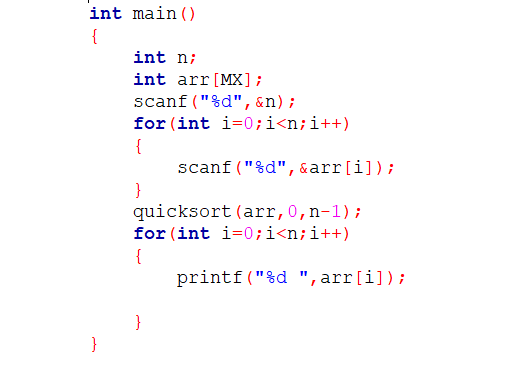 int main()
{
    int n;
    int arr[MX];
    scanf("%d",&n);
    for(int i=0;i<n;i++)
    {
        scanf("%d",&arr[i]);
    }
    quicksort(arr,0,n-1);
    for(int i=0;i<n;i++)
    {
        printf("%d ",arr[i]);

    }
}